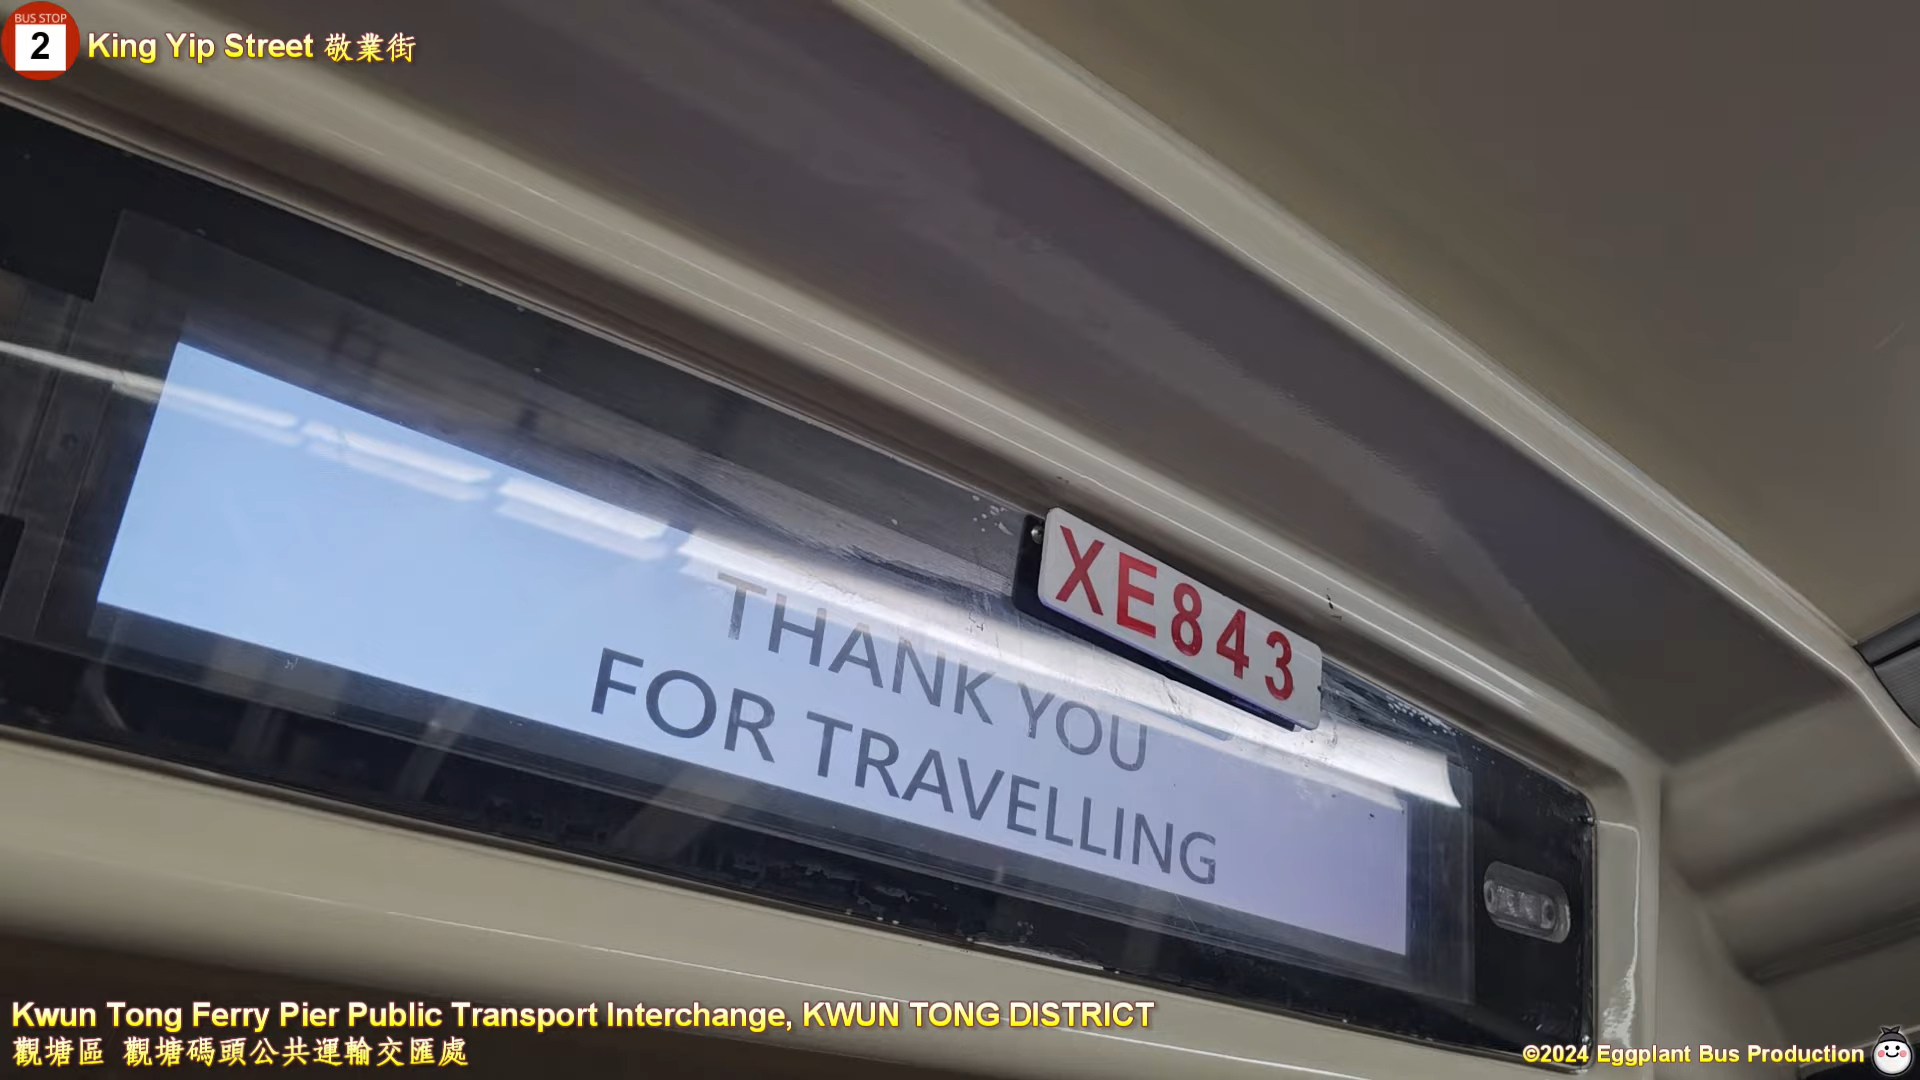 BUS STOP
2
King Yip Street 敬業街
XE843
THANK YOU
FOR TRAVELLING
Kwun Tong Ferry Pier Public Transport Interchange, KWUN TONG DISTRICT
觀塘區 觀塘碼頭公共運輸交匯處
©2024 Eggplant Bus Production